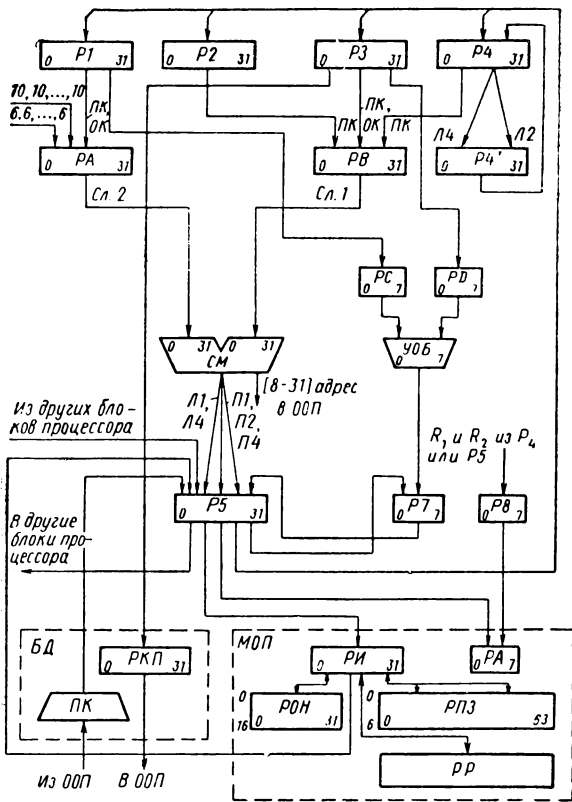 P1 P2 P3 P4
0 31 0 31 0 31 0 31
10, 10, ..., 10
6.6, ..., 6
ПК,
ОК
ПК
ПК,
ОК
ПК
Л4
Л2
PA PB P4'
0 31 0 31 0 31
Сл. 2 Сл. 1
PC PD
0 7 0 7
0 31 0 31
СМ
УОБ
0 7
[8-31] адрес
в ООП
Л1,
Л4
П1,
П2,
П4
Из других бло-
ков процессора
R1 и R2 из P4
или P5
P5 P7 P8
0 31 0 7 0 7
В другие
блоки про-
цессора
БД МОП
РКП РИ РА
0 31 0 31 0 7
ПК
0 РОН 0 РПЗ
16 0 31 6 0 63
РР
Из ООП В ООП